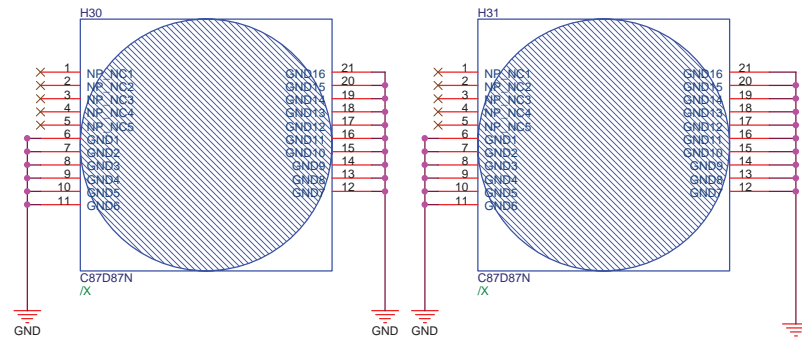 H30
1 NP_NC1
2 NP_NC2
3 NP_NC3
4 NP_NC4
5 NP_NC5
6 GND1
7 GND2
8 GND3
9 GND4
10 GND5
11 GND6
GND16 21
GND15 20
GND14 19
GND13 18
GND12 17
GND11 16
GND10 15
GND9 14
GND8 13
GND7 12
C87D87N
/X
GND
GND
H31
1 NP_NC1
2 NP_NC2
3 NP_NC3
4 NP_NC4
5 NP_NC5
6 GND1
7 GND2
8 GND3
9 GND4
10 GND5
11 GND6
GND16 21
GND15 20
GND14 19
GND13 18
GND12 17
GND11 16
GND10 15
GND9 14
GND8 13
GND7 12
C87D87N
/X
GND